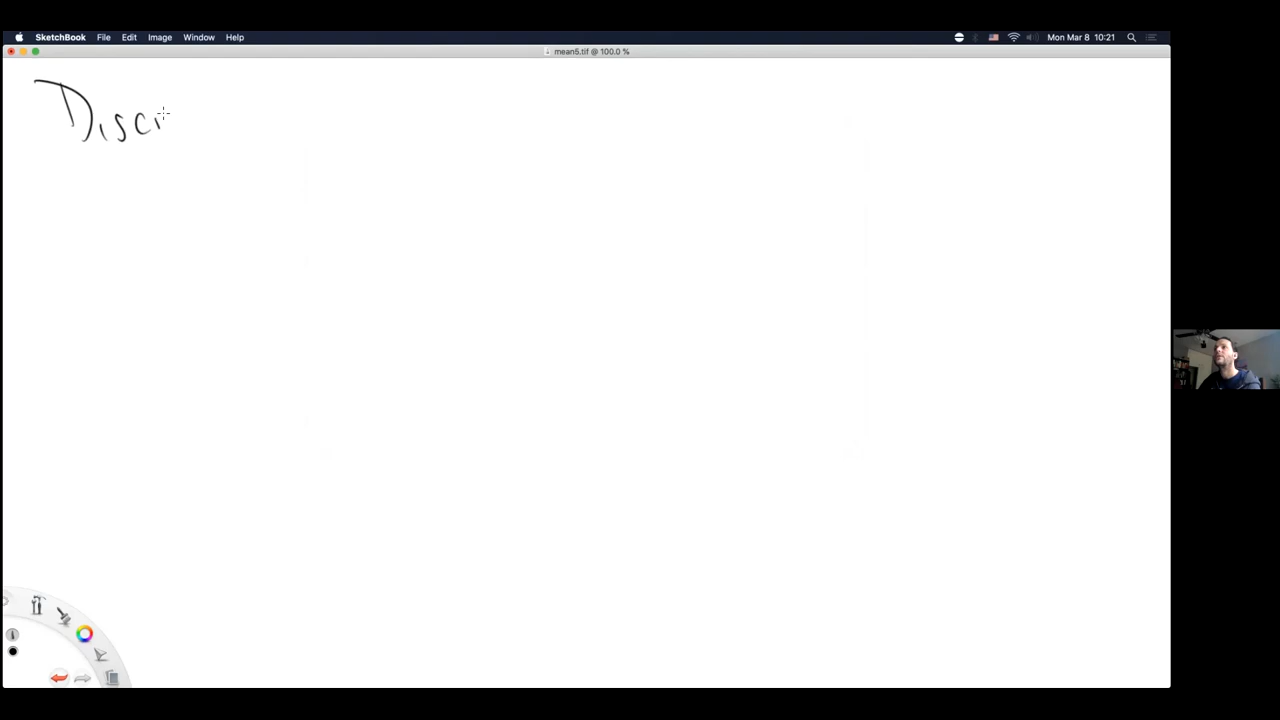 SketchBook File Edit Image Window Help Mon Mar 8 10:21
mean5.tif @ 100.0 %
Discr